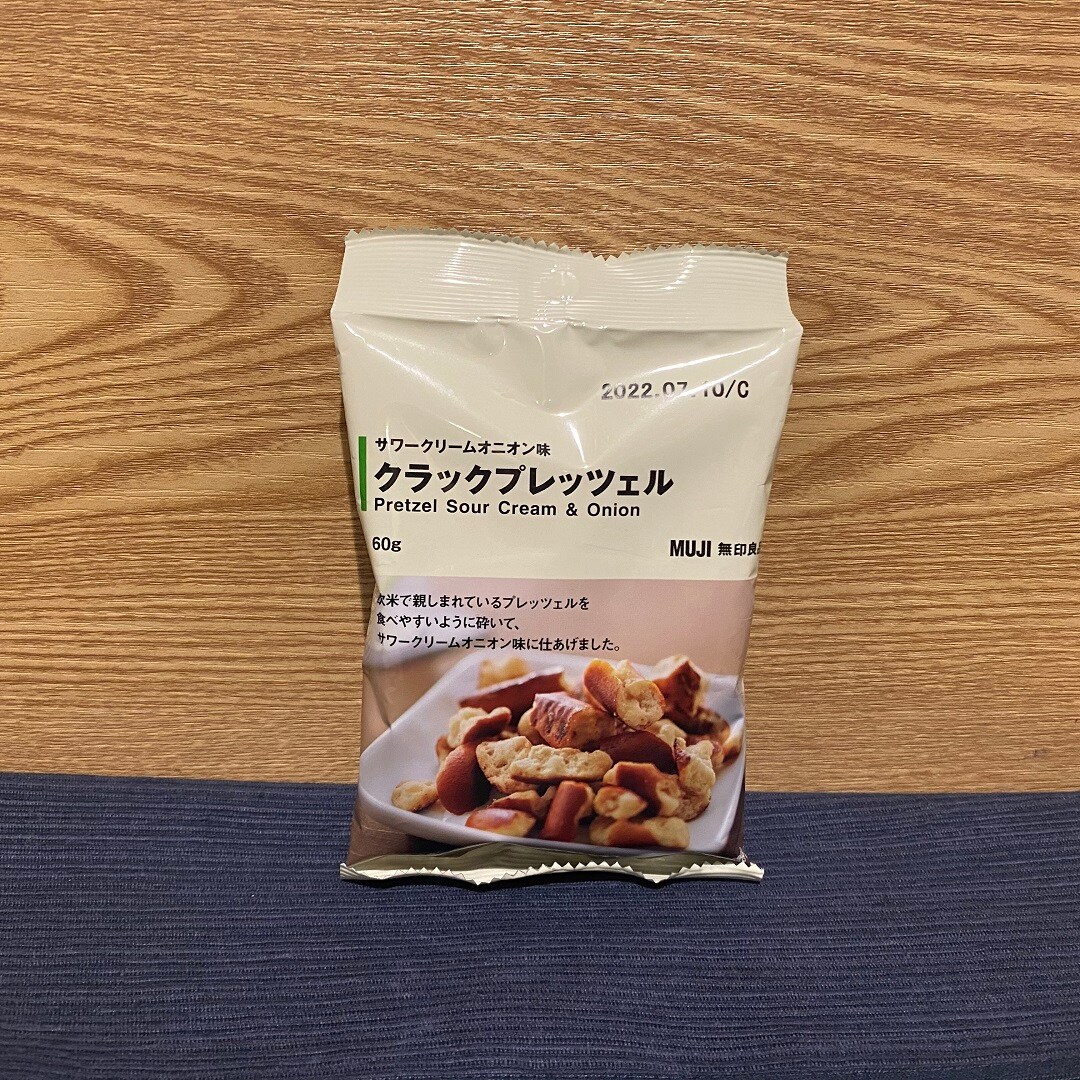 2022.07.10/C
サワークリームオニオン味
クラックプレッツェル
Pretzel Sour Cream & Onion
60g
MUJI 無印良品
欧米で親しまれているプレッツェルを
食べやすいように砕いて、
サワークリームオニオン味に仕あげました。